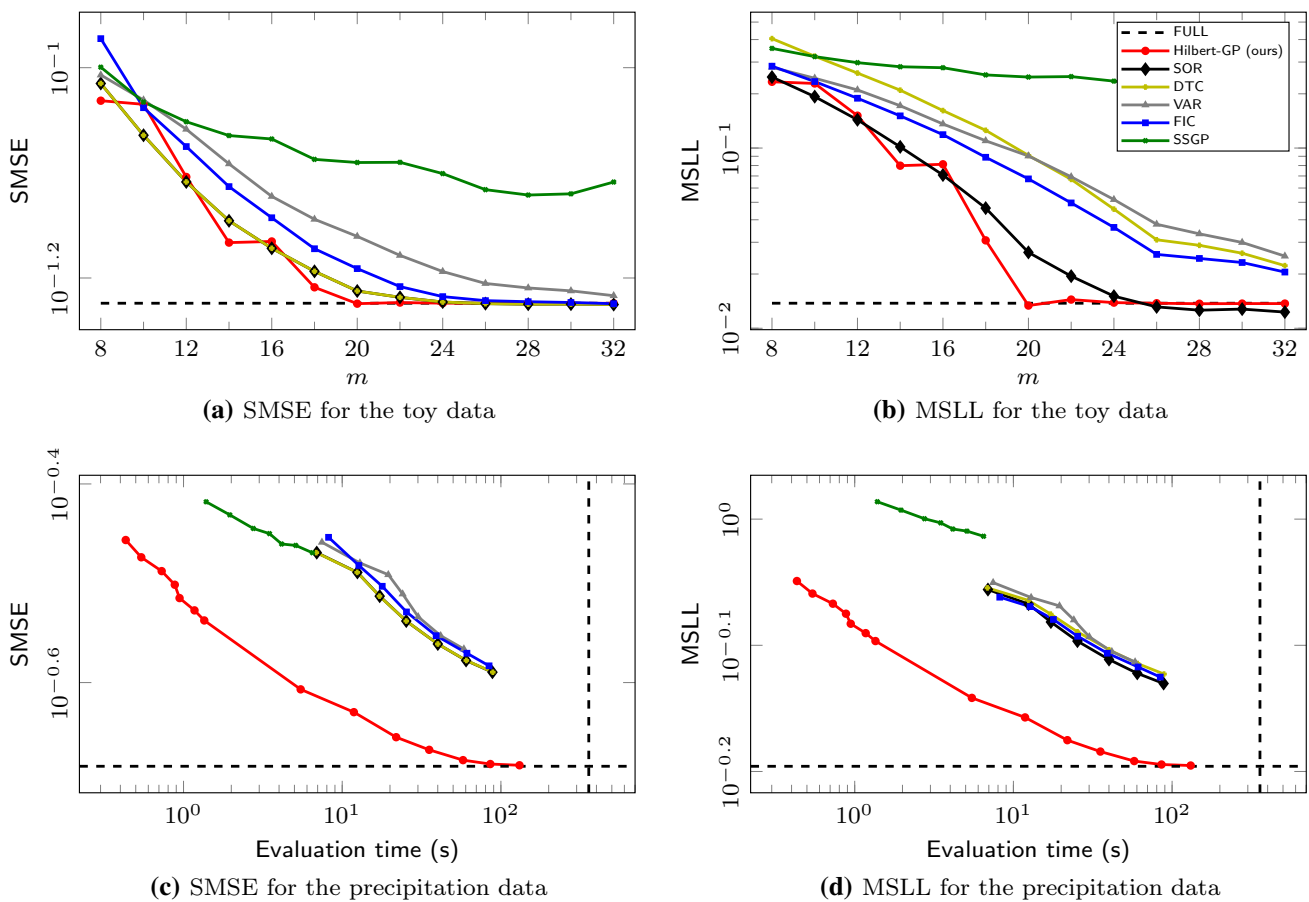 10^-1
10^-1.2
SMSE
8
12
16
20
24
28
32
m
(a) SMSE for the toy data
10^-1
10^-2
MSLL
FULL
Hilbert-GP (ours)
SOR
DTC
VAR
FIC
SSGP
8
12
16
20
24
28
32
m
(b) MSLL for the toy data
10^-0.4
10^-0.6
SMSE
10^0
10^1
10^2
Evaluation time (s)
(c) SMSE for the precipitation data
10^0
10^-0.1
10^-0.2
MSLL
10^0
10^1
10^2
Evaluation time (s)
(d) MSLL for the precipitation data